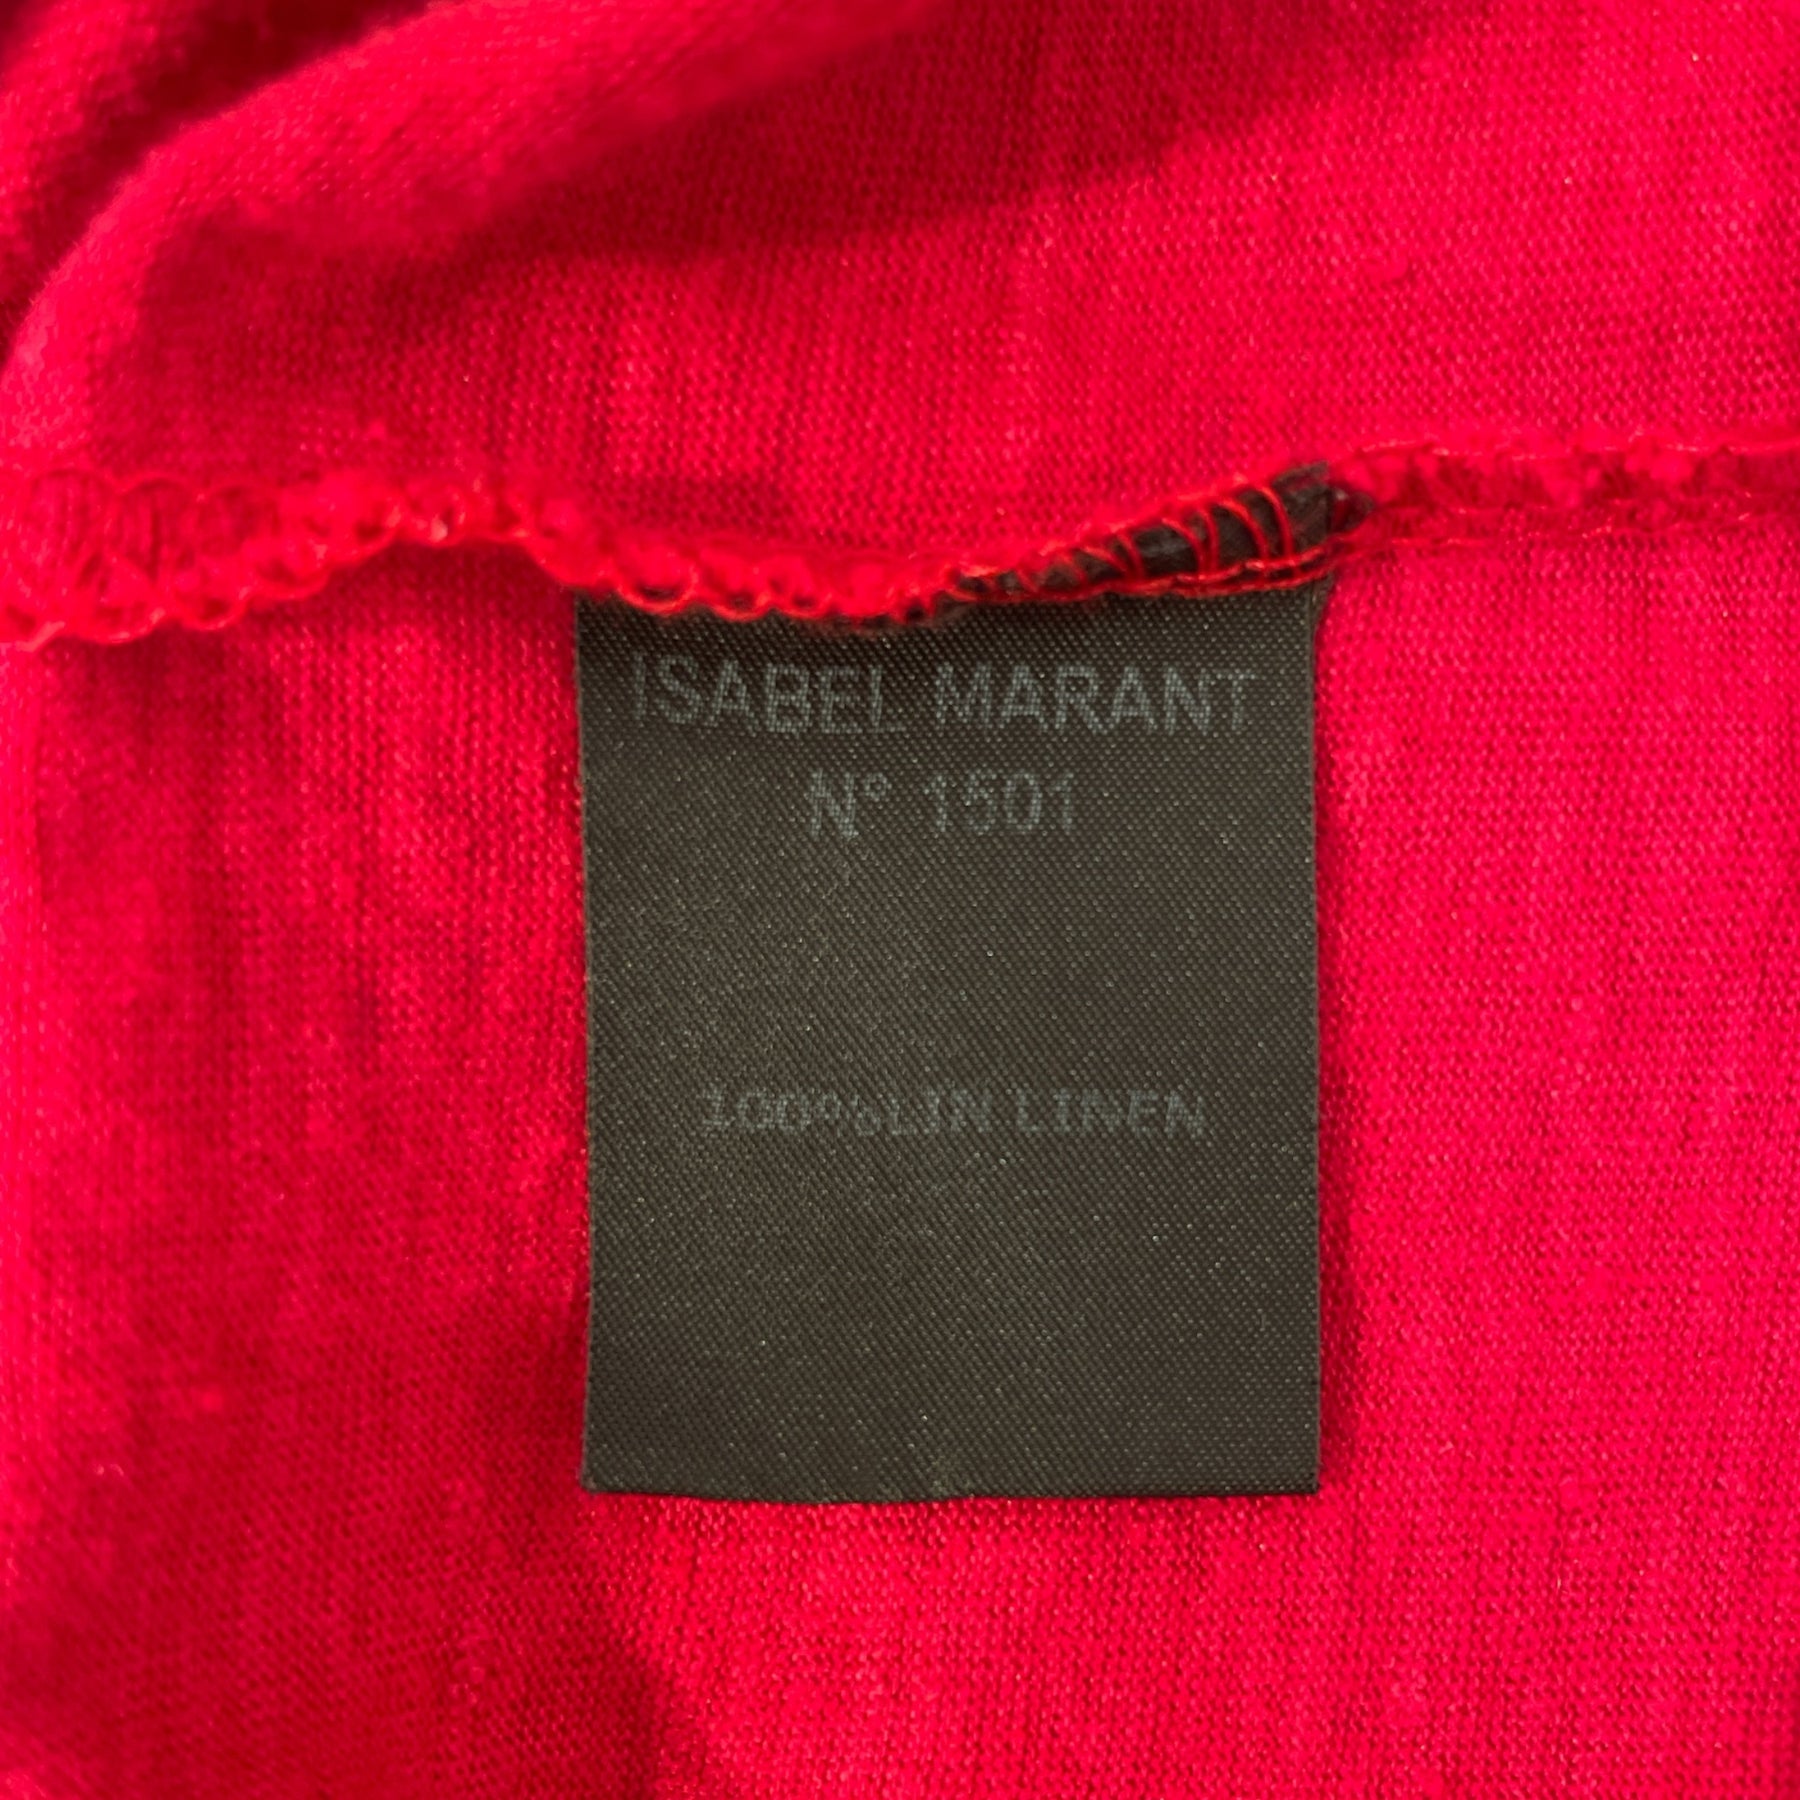 ISABEL MARANT
N° 1501
100%LIN LINEN